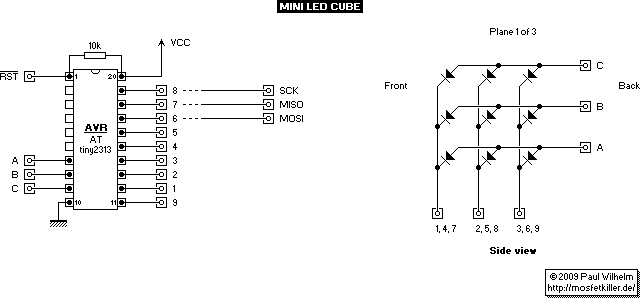 MINI LED CUBE
10k
VCC
RST
1
20
8
SCK
7
MISO
6
MOSI
AVR
AT
tiny2313
5
4
A
3
B
2
C
1
10
11
9
Plane 1 of 3
Front
Back
C
B
A
1, 4, 7
2, 5, 8
3, 6, 9
Side view
© 2009 Paul Wilhelm
http://mosfetkiller.de/